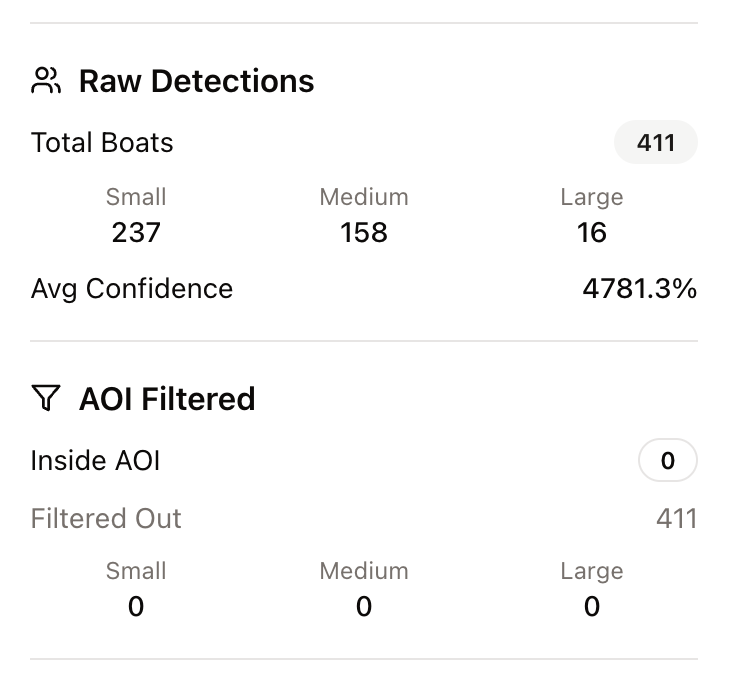 Raw Detections
Total Boats 411
Small Medium Large
237 158 16
Avg Confidence 4781.3%
AOI Filtered
Inside AOI 0
Filtered Out 411
Small Medium Large
0 0 0